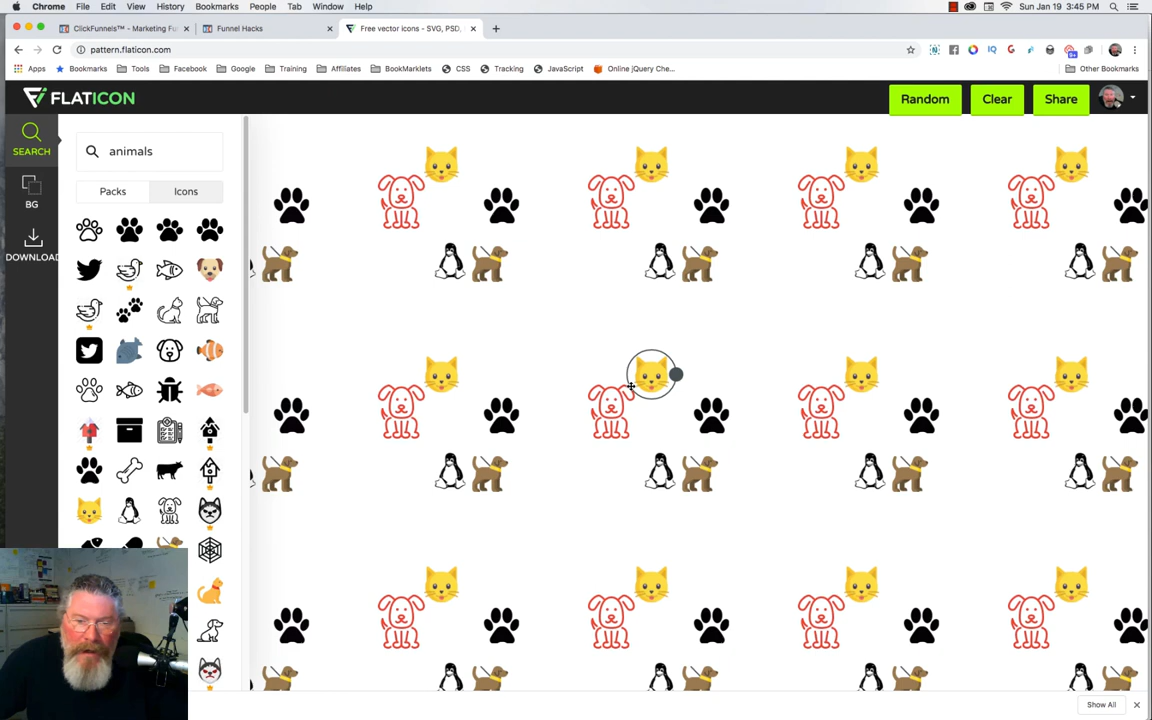 Chrome File Edit View History Bookmarks People Tab Window Help Sun Jan 19 3:45 PM
ClickFunnels™ - Marketing Fu Funnel Hacks Free vector icons - SVG, PSD,
pattern.flaticon.com
Apps Bookmarks Tools Facebook Google Training Affiliates BookMarklets CSS Tracking JavaScript Online jQuery Che... Other Bookmarks
FLATICON Random Clear Share
SEARCH animals
Packs Icons
BG
DOWNLOAD
Show All